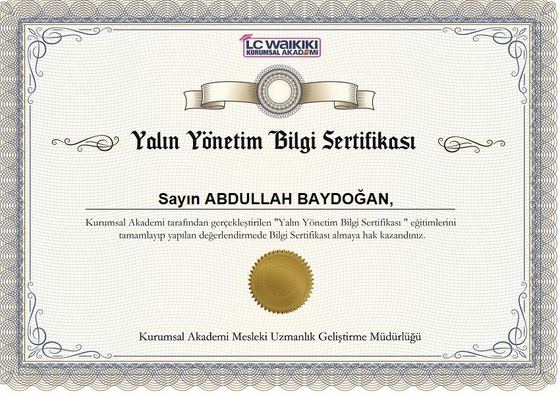 LC WAIKIKI
KURUMSAL AKADEMİ
Yalın Yönetim Bilgi Sertifikası
Sayın ABDULLAH BAYDOĞAN,
Kurumsal Akademi tarafından gerçekleştirilen "Yalın Yönetim Bilgi Sertifikası " eğitimlerini
tamamlayıp yapılan değerlendirmede Bilgi Sertifikası almaya hak kazandınız.
Kurumsal Akademi Mesleki Uzmanlık Geliştirme Müdürlüğü